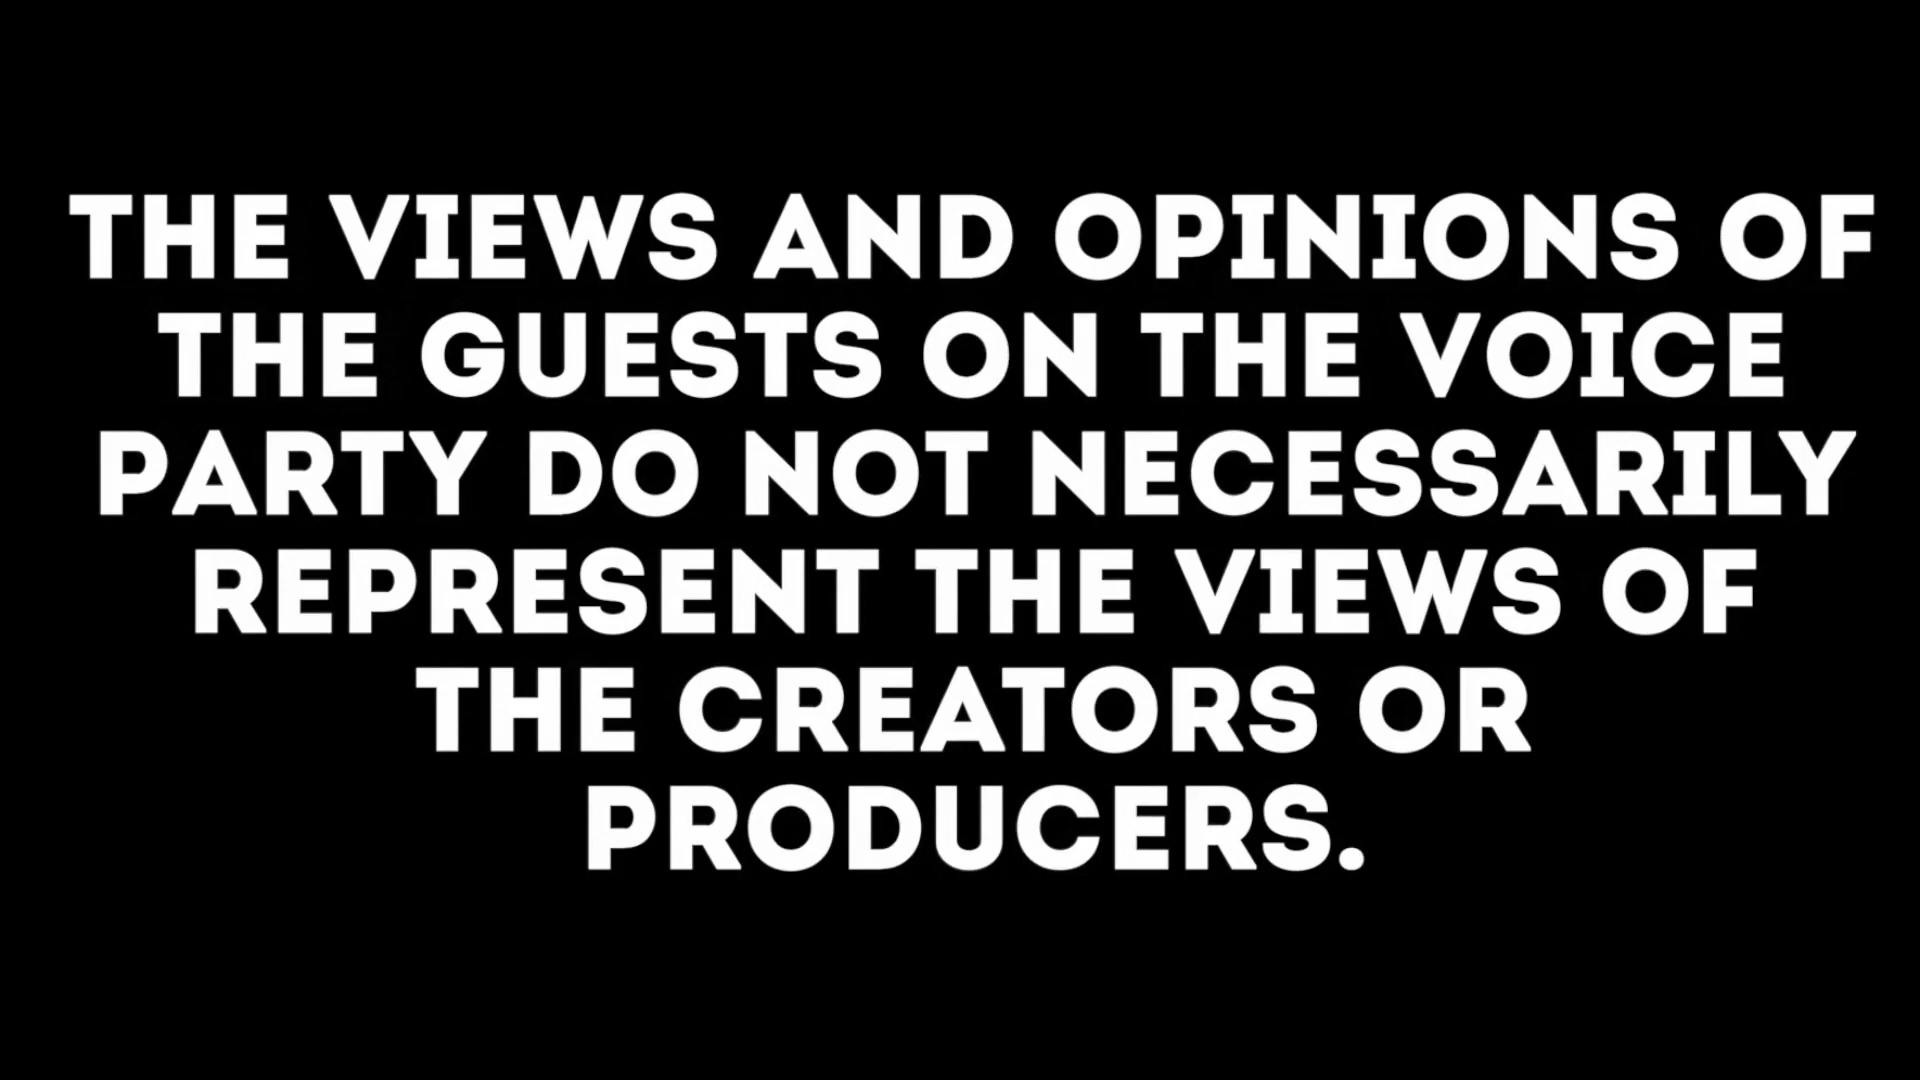 THE VIEWS AND OPINIONS OF
THE GUESTS ON THE VOICE
PARTY DO NOT NECESSARILY
REPRESENT THE VIEWS OF
THE CREATORS OR
PRODUCERS.